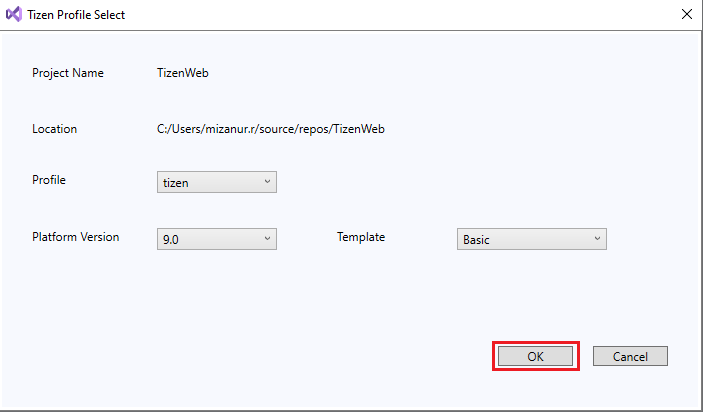 Tizen Profile Select
Project Name TizenWeb
Location C:/Users/mizanur.r/source/repos/TizenWeb
Profile tizen
Platform Version 9.0 Template Basic
OK Cancel